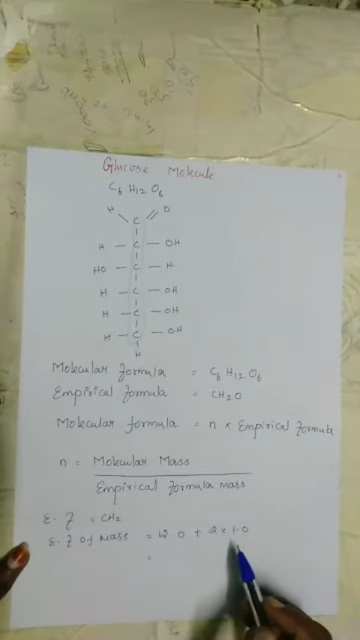 Glucose Molecule
C6 H12 O6
H O
C
H - C - OH
HO - C - H
H - C - OH
H - C - OH
H - C - OH
H
Molecular formula = C6 H12 O6
Empirical formula = CH2O
Molecular formula = n x Empirical Formula
n = Molecular Mass
Empirical formula mass
E. f = CH2
E. f of Mass = 12.0 + 2 x 1.0
=